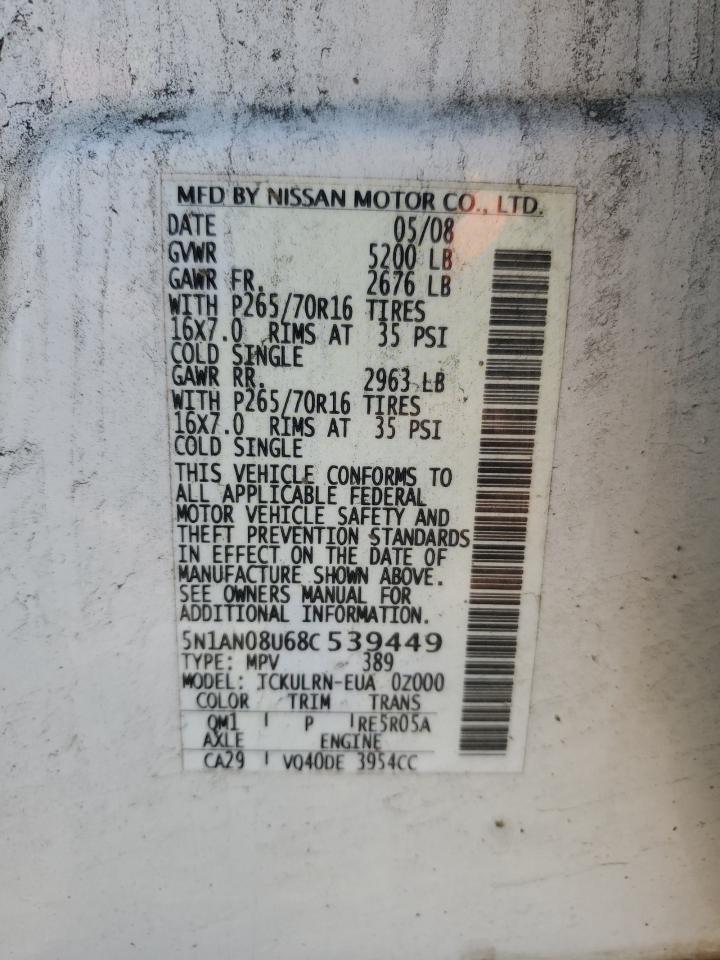 MFD BY NISSAN MOTOR CO., LTD.
DATE 05/08
GVWR 5200 LB
GAWR FR. 2676 LB
WITH P265/70R16 TIRES
16X7.0 RIMS AT 35 PSI
COLD SINGLE
GAWR RR. 2963 LB
WITH P265/70R16 TIRES
16X7.0 RIMS AT 35 PSI
COLD SINGLE
THIS VEHICLE CONFORMS TO
ALL APPLICABLE FEDERAL
MOTOR VEHICLE SAFETY AND
THEFT PREVENTION STANDARDS
IN EFFECT ON THE DATE OF
MANUFACTURE SHOWN ABOVE.
SEE OWNERS MANUAL FOR
ADDITIONAL INFORMATION.
5N1AN08U68C 539449
TYPE: MPV 389
MODEL: TCKULRN-EUA 0Z000
COLOR TRIM TRANS
QM1 P RE5R05A
AXLE ENGINE
CA29 VQ40DE 3954CC